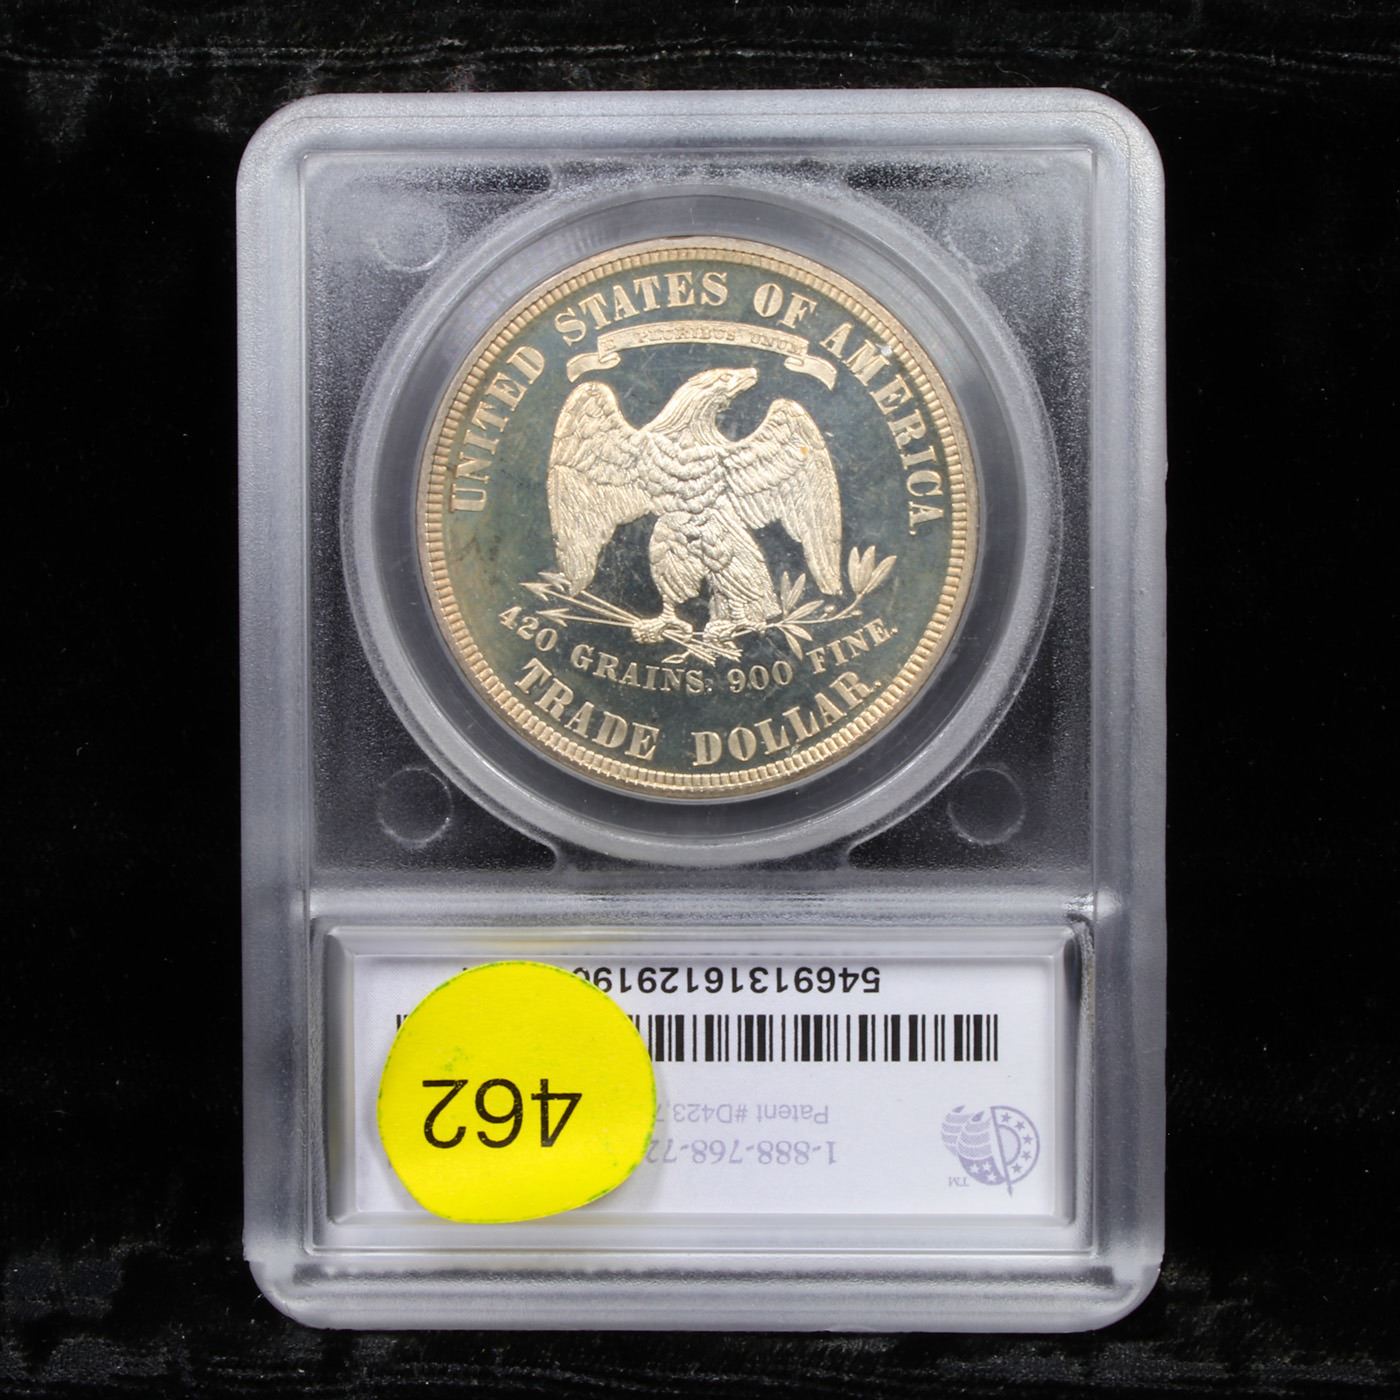 UNITED STATES OF AMERICA
PLURIBUS UNUM
420 GRAINS. 900 FINE.
TRADE DOLLAR.
546913161291
462
Patent #D423,
1-888-768-72
TM